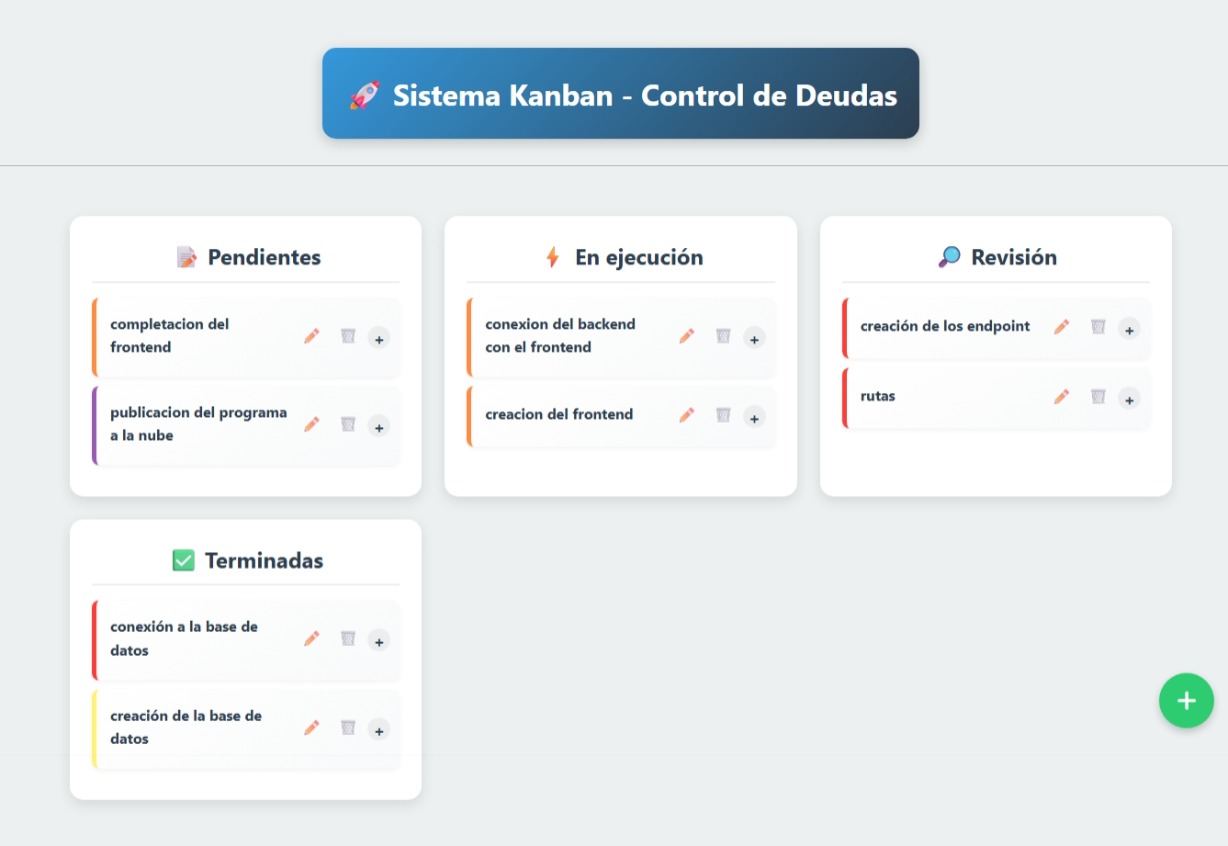 🚀 Sistema Kanban - Control de Deudas
📝 Pendientes
completacion del
frontend
+
publicacion del programa
a la nube
+
⚡ En ejecución
conexion del backend
con el frontend
+
creacion del frontend
+
🔎 Revisión
creación de los endpoint
+
rutas
+
✅ Terminadas
conexión a la base de
datos
+
creación de la base de
datos
+
+